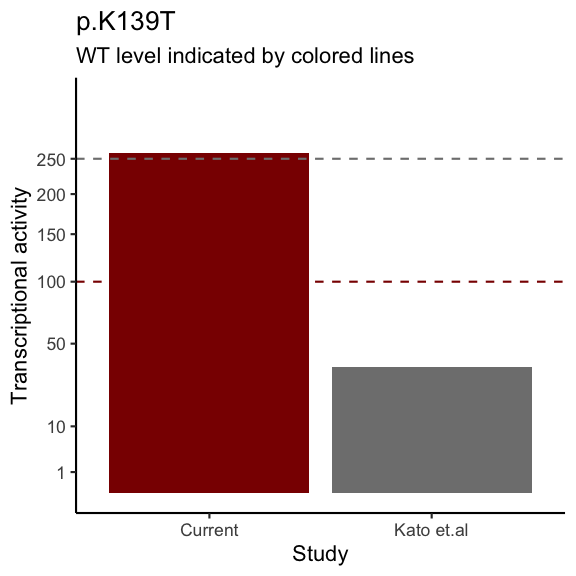 p.K139T
WT level indicated by colored lines
Transcriptional activity
250
200
150
100
50
10
1
Current
Kato et.al
Study